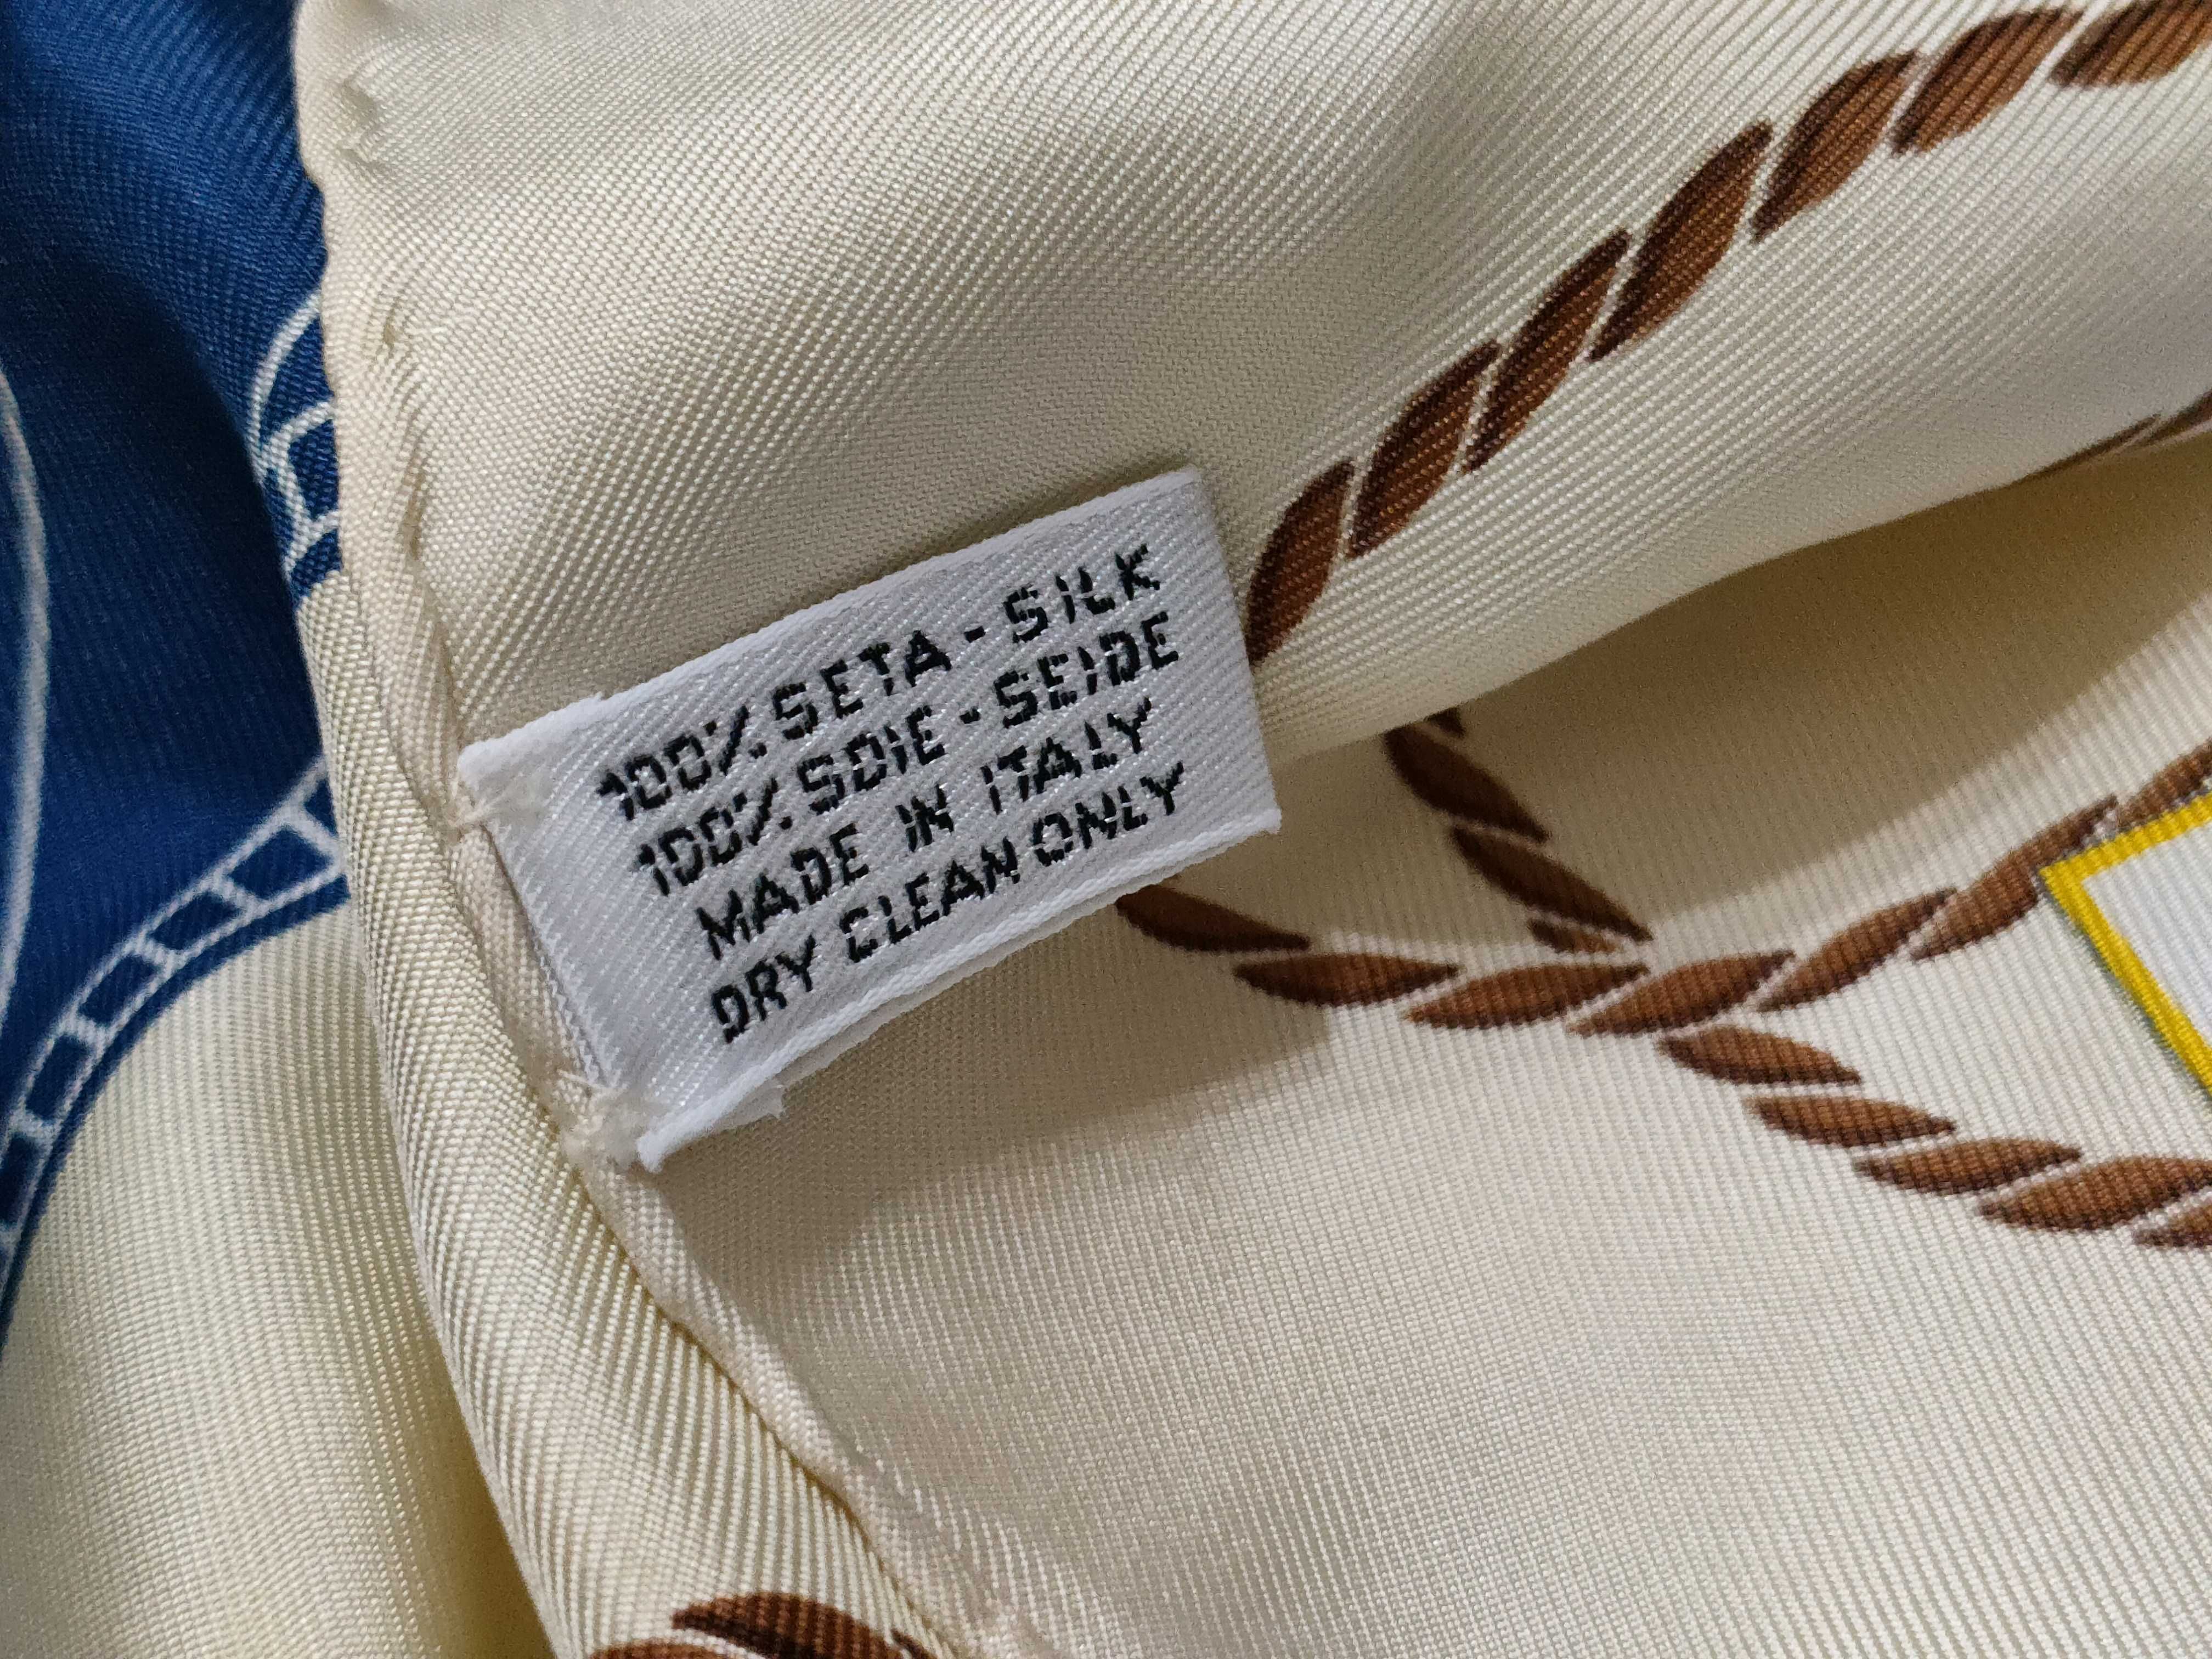 100% SETA - SILK
100% SOIE - SEIDE
MADE IN ITALY
DRY CLEAN ONLY